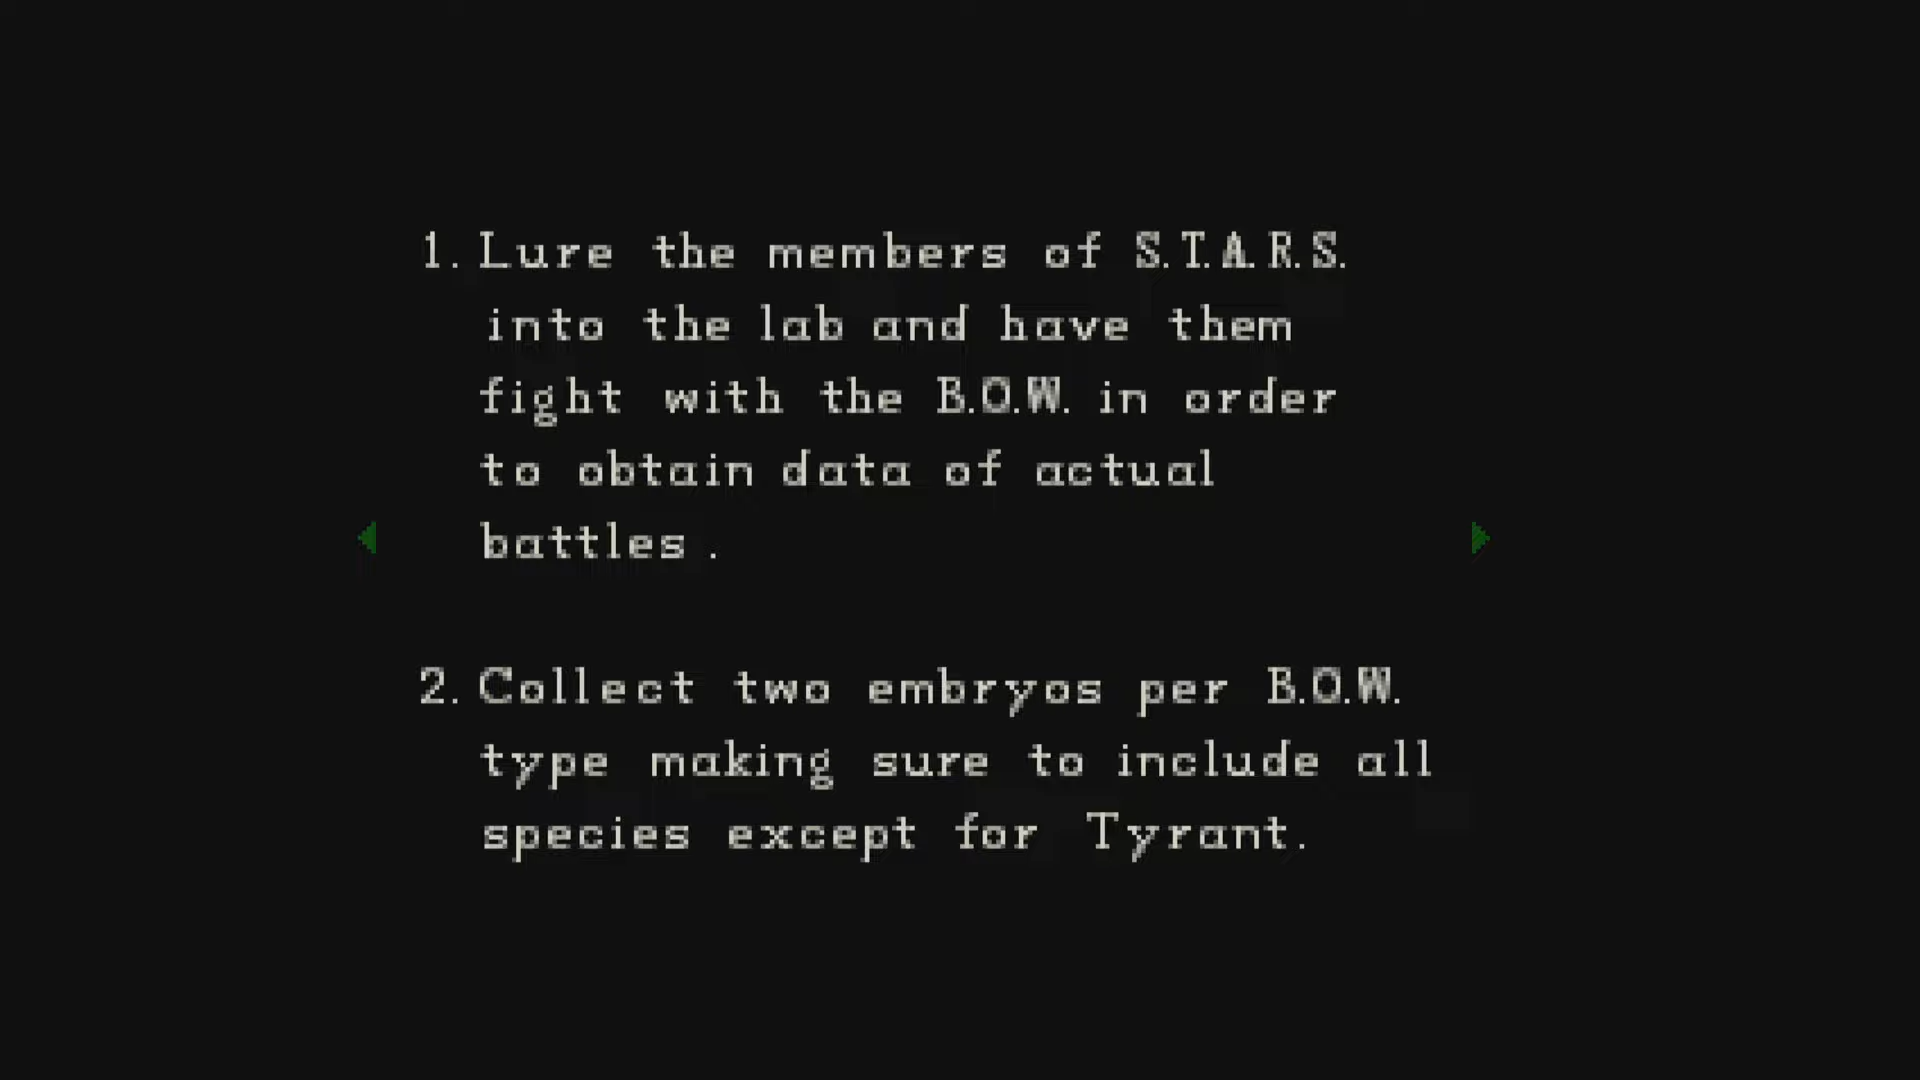 1. Lure the members of S.T.A.R.S.
into the lab and have them
fight with the B.O.W. in order
to obtain data of actual
battles .
2. Collect two embryos per B.O.W.
type making sure to include all
species except for Tyrant.